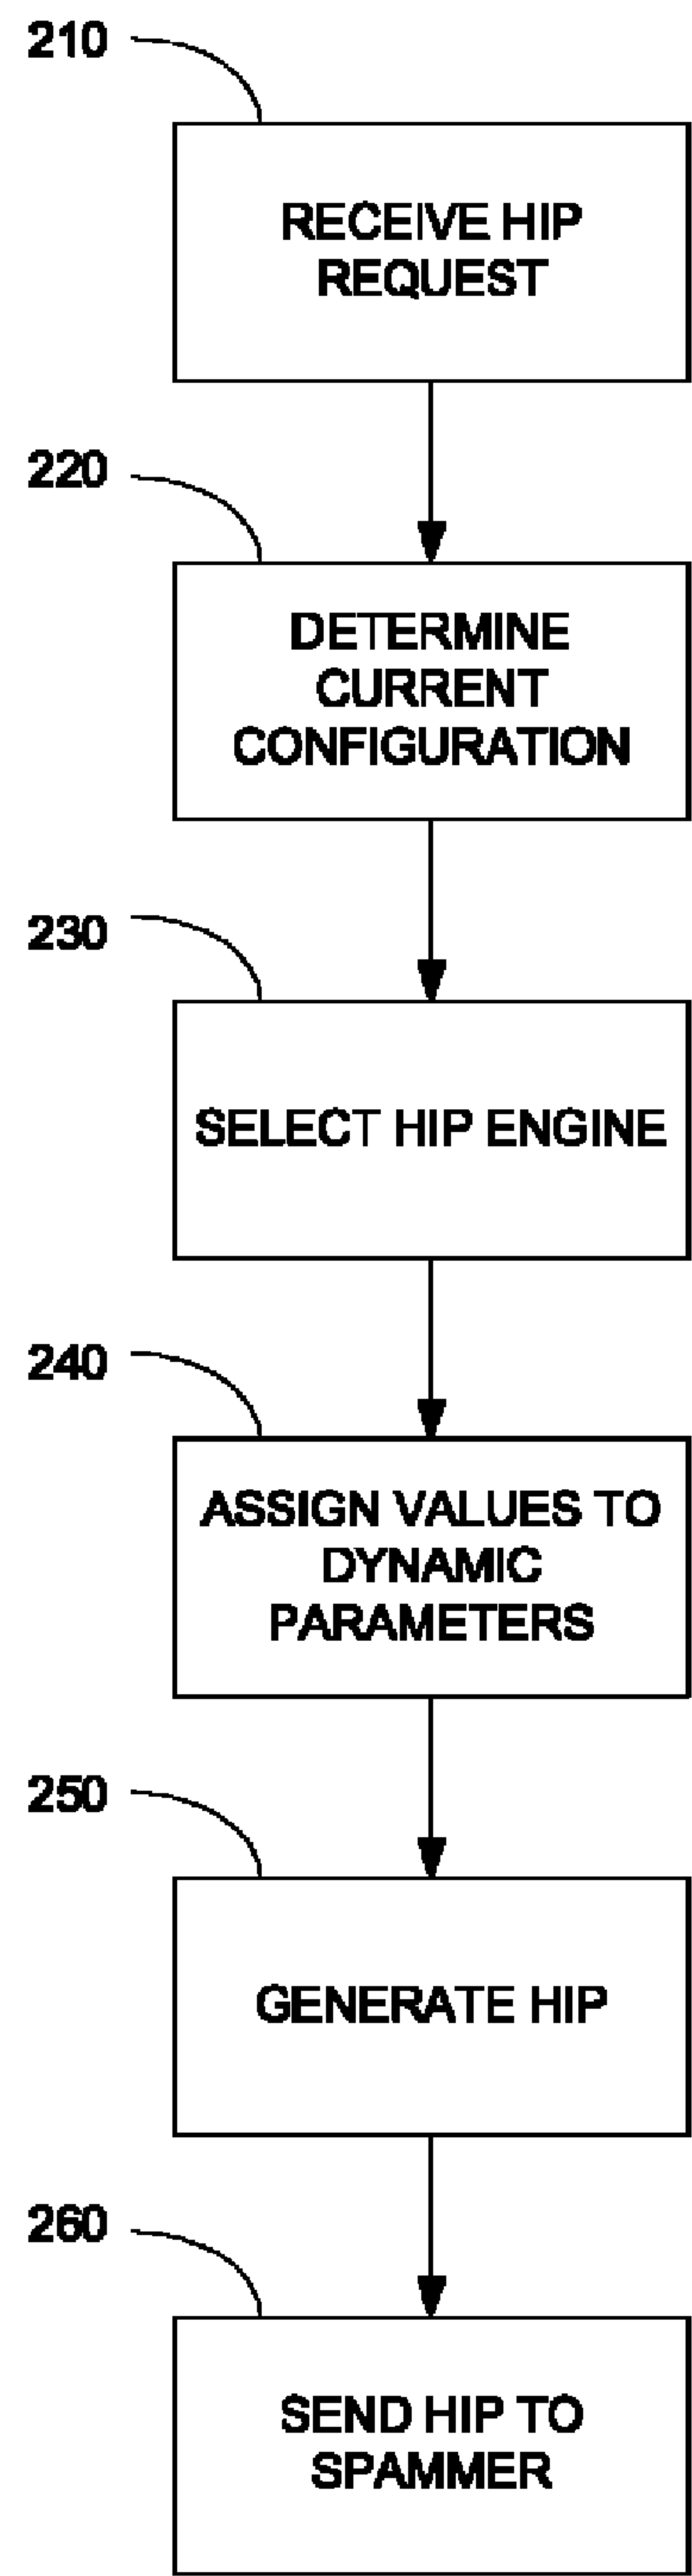 210
RECEIVE HIP
REQUEST
220
DETERMINE
CURRENT
CONFIGURATION
230
SELECT HIP ENGINE
240
ASSIGN VALUES TO
DYNAMIC
PARAMETERS
250
GENERATE HIP
260
SEND HIP TO
SPAMMER